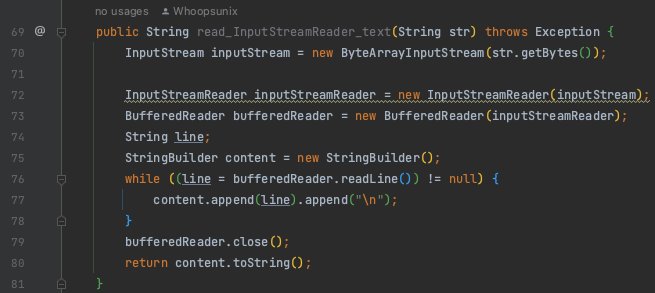 no usages Whoopsunix
69 @ public String read_InputStreamReader_text(String str) throws Exception {
70 InputStream inputStream = new ByteArrayInputStream(str.getBytes());
71
72 InputStreamReader inputStreamReader = new InputStreamReader(inputStream);
73 BufferedReader bufferedReader = new BufferedReader(inputStreamReader);
74 String line;
75 StringBuilder content = new StringBuilder();
76 while ((line = bufferedReader.readLine()) != null) {
77 content.append(line).append("\n");
78 }
79 bufferedReader.close();
80 return content.toString();
81 }